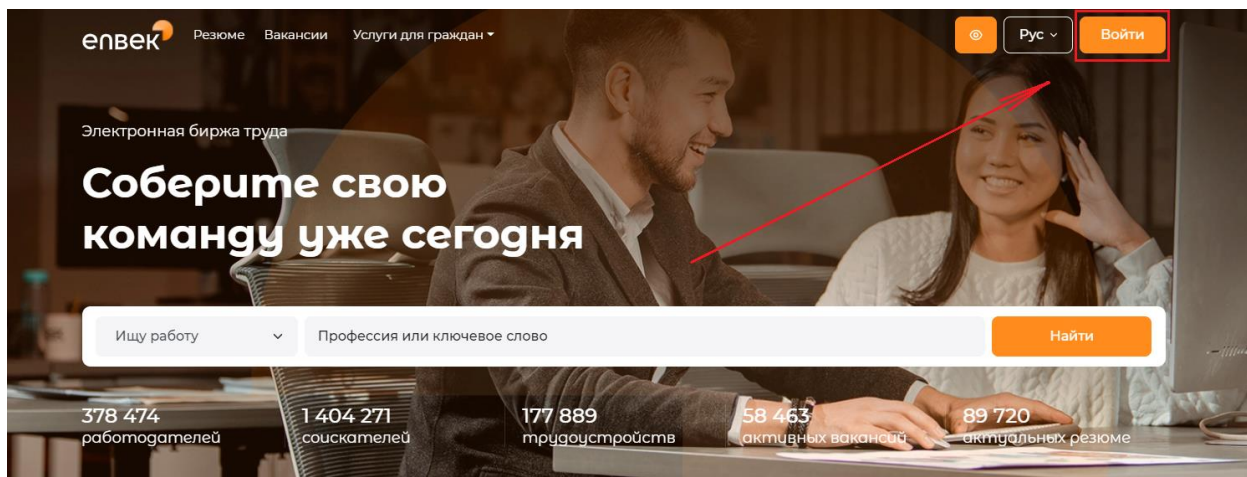 enbek
Резюме Вакансии Услуги для граждан
Рус
Войти
Электронная биржа труда
Соберите свою
команду уже сегодня
Ищу работу
Профессия или ключевое слово
Найти
378 474 1 404 271 177 889 58 463 89 720
работодателей соискателей трудоустройств активных вакансий актуальных резюме